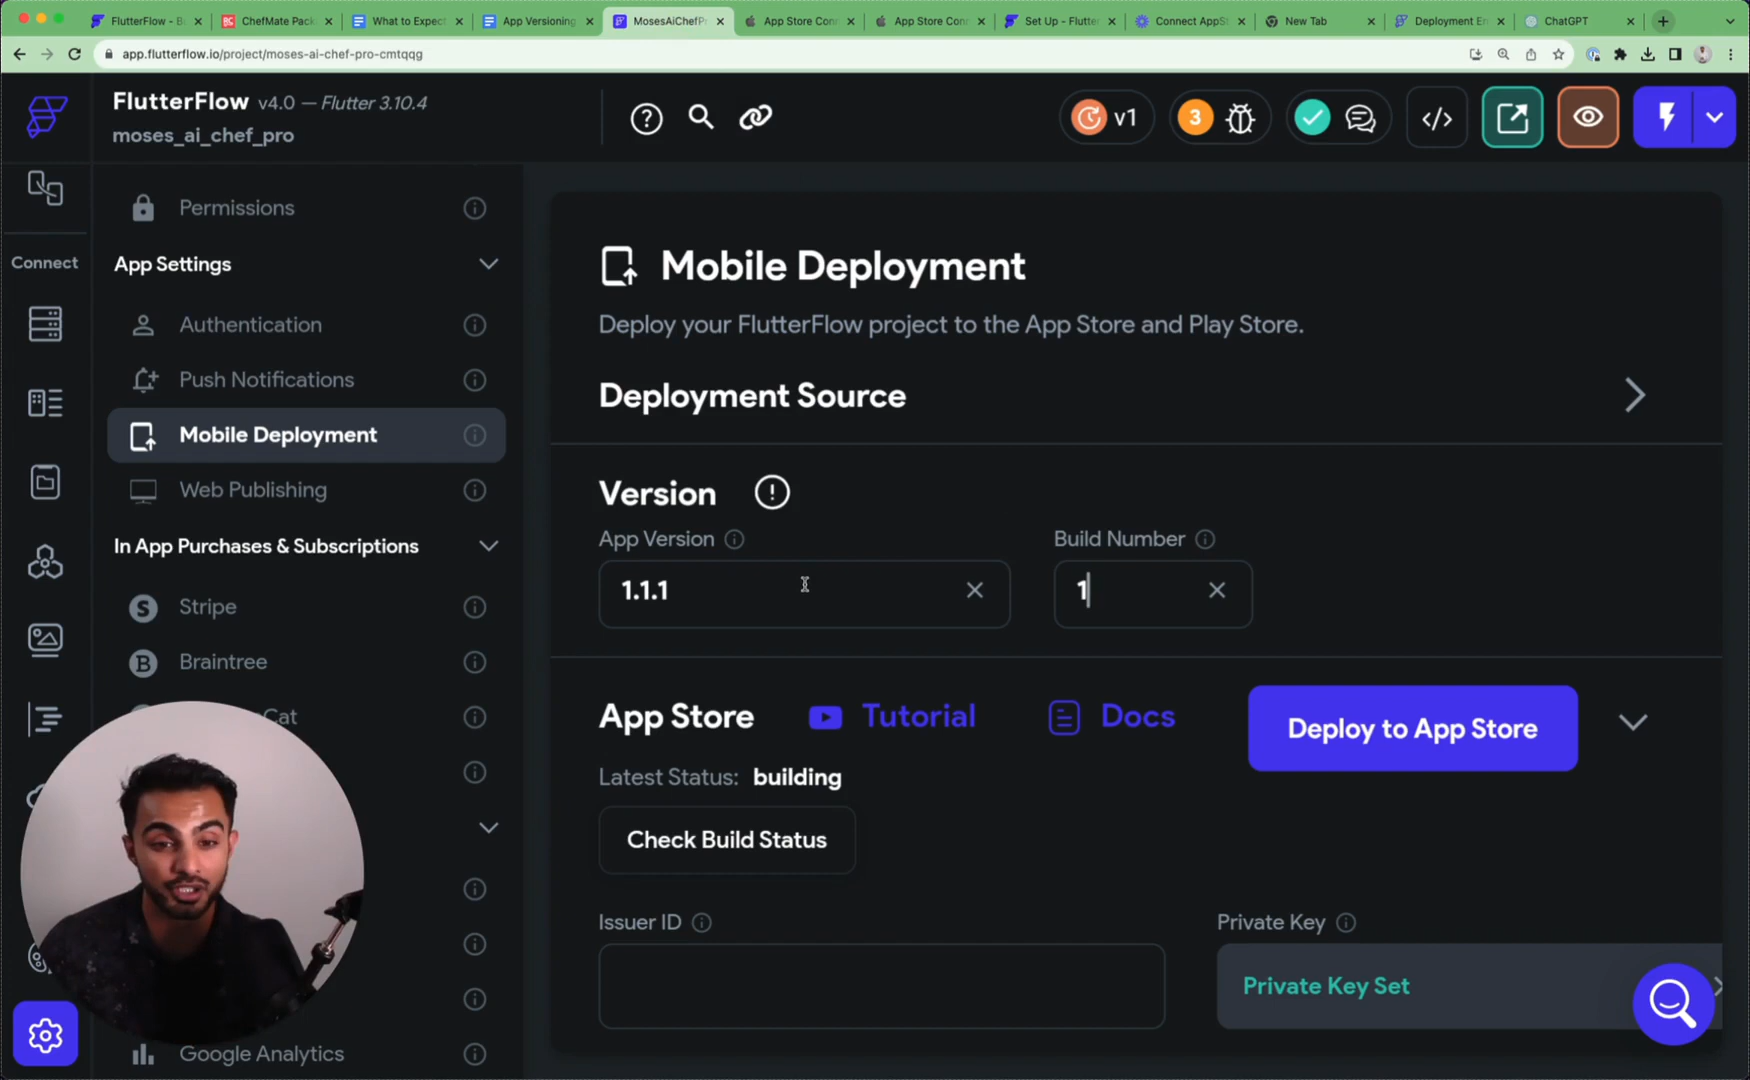 FlutterFlow - B
ChefMate Pack
What to Expect
App Versioning
MosesAiChefP
App Store Con
App Store Con
Set Up - Flutter
Connect AppS
New Tab
Deployment E
ChatGPT
app.flutterflow.io/project/moses-ai-chef-pro-cmtqqg
FlutterFlow v4.0 — Flutter 3.10.4
moses_ai_chef_pro
v1
3
Connect
Permissions
App Settings
Authentication
Push Notifications
Mobile Deployment
Web Publishing
In App Purchases & Subscriptions
Stripe
Braintree
Cat
Google Analytics
Mobile Deployment
Deploy your FlutterFlow project to the App Store and Play Store.
Deployment Source
Version
App Version
Build Number
1.1.1
1
App Store
Tutorial
Docs
Deploy to App Store
Latest Status: building
Check Build Status
Issuer ID
Private Key
Private Key Set